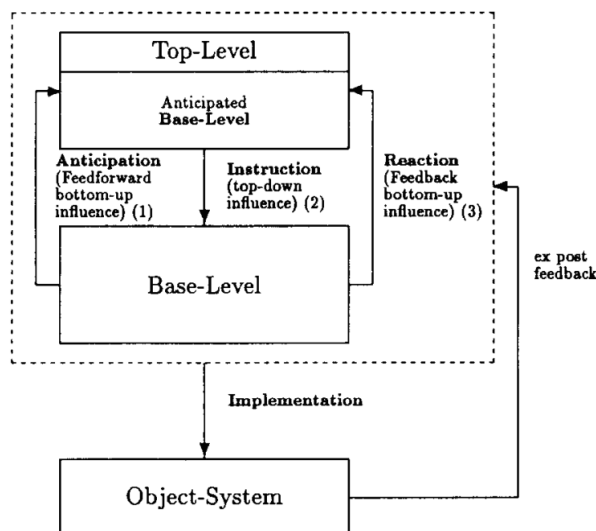 Top-Level
Anticipated
Base-Level
Anticipation
(Feedforward
bottom-up
influence) (1)
Instruction
(top-down
influence) (2)
Reaction
(Feedback
bottom-up
influence) (3)
Base-Level
ex post
feedback
Implementation
Object-System